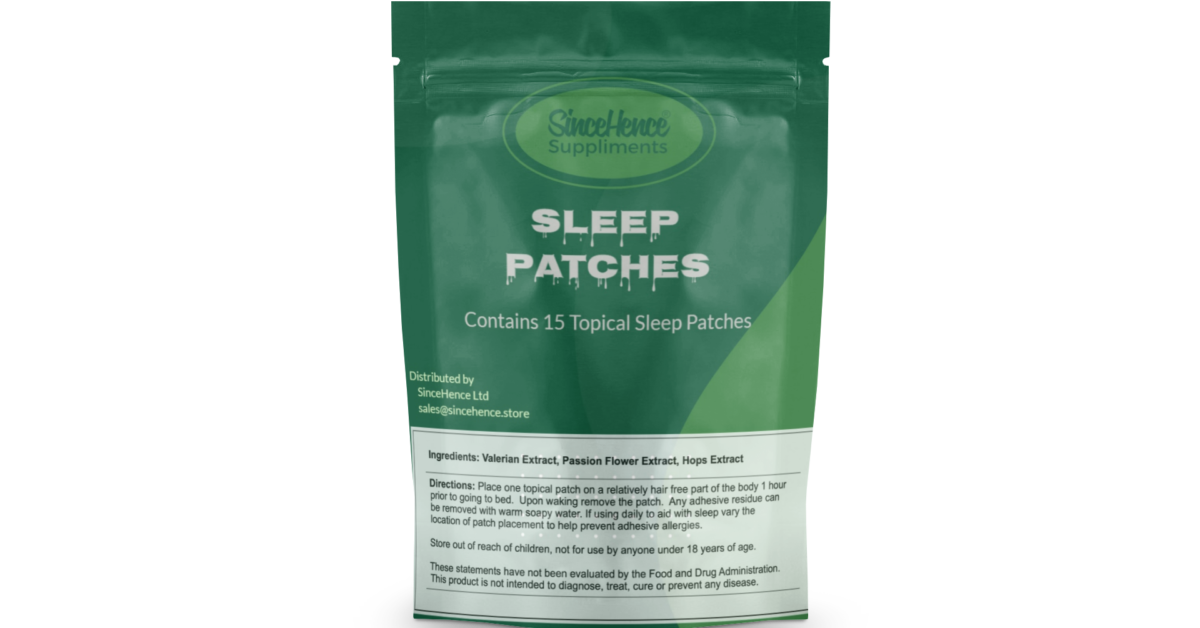 SinceHence
Suppliments
SLEEP
PATCHES
Contains 15 Topical Sleep Patches
Distributed by
SinceHence Ltd
sales@sincehence.store
Ingredients: Valerian Extract, Passion Flower Extract, Hops Extract
Directions: Place one topical patch on a relatively hair free part of the body 1 hour
prior to going to bed. Upon waking remove the patch. Any adhesive residue can
be removed with warm soapy water. If using daily to aid with sleep vary the
location of patch placement to help prevent adhesive allergies.
Store out of reach of children, not for use by anyone under 18 years of age.
These statements have not been evaluated by the Food and Drug Administration.
This product is not intended to diagnose, treat, cure or prevent any disease.